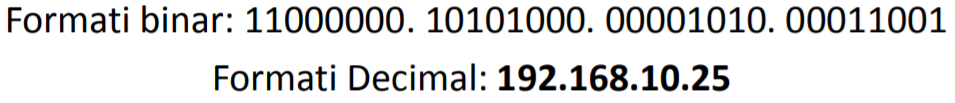 Formati binar: 11000000. 10101000. 00001010. 00011001
Formati Decimal: 192.168.10.25